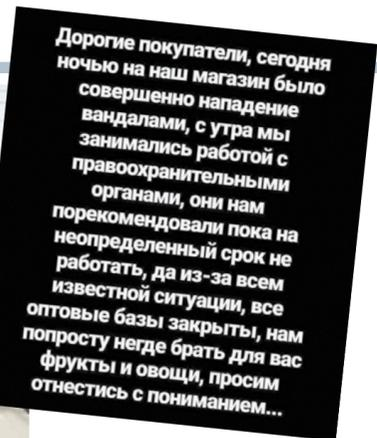 Дорогие покупатели, сегодня
ночью на наш магазин было
совершенно нападение
вандалами, с утра мы
занимались работой с
правоохранительными
органами, они нам
порекомендовали пока на
неопределенный срок не
работать, да из-за всем
известной ситуации, все
оптовые базы закрыты, нам
попросту негде брать для вас
фрукты и овощи, просим
отнестись с пониманием...